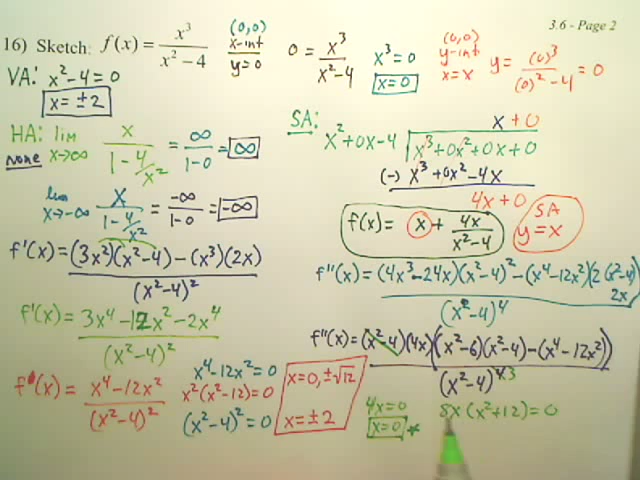 3.6 - Page 2
16) Sketch: f(x) = x³/(x² − 4)
(0,0) x-int y=0
0 = x³/(x²−4)
x³ = 0
x=0
(0,0) y-int x=x
y = (0)³/((0)²−4) = 0
VA: x²−4=0
x = ±2
HA: none
lim x→∞ x/(1 − 4/x²) = ∞/(1−0) = ∞
lim x→−∞ x/(1 − 4/x²) = −∞/(1−0) = −∞
SA:
x + 0
x²+0x−4 | x³+0x²+0x+0
(−) x³+0x²−4x
4x+0
f(x) = x + 4x/(x²−4)
SA y=x
f'(x) = ((3x²)(x²−4) − (x³)(2x))/(x²−4)²
f'(x) = (3x⁴−12x²−2x⁴)/(x²−4)²
f'(x) = (x⁴−12x²)/(x²−4)²
x⁴−12x²=0
x²(x²−12)=0
(x²−4)²=0
x=0, ±√12
x=±2
f''(x) = ((4x³−24x)(x²−4)² − (x⁴−12x²)(2(x²−4)2x)/(x²−4)⁴
f''(x) = (x²−4)(4x)((x²−6)(x²−4) − (x⁴−12x²))/(x²−4)⁴ 3
4x=0
x=0 *
8x(x²+12)=0